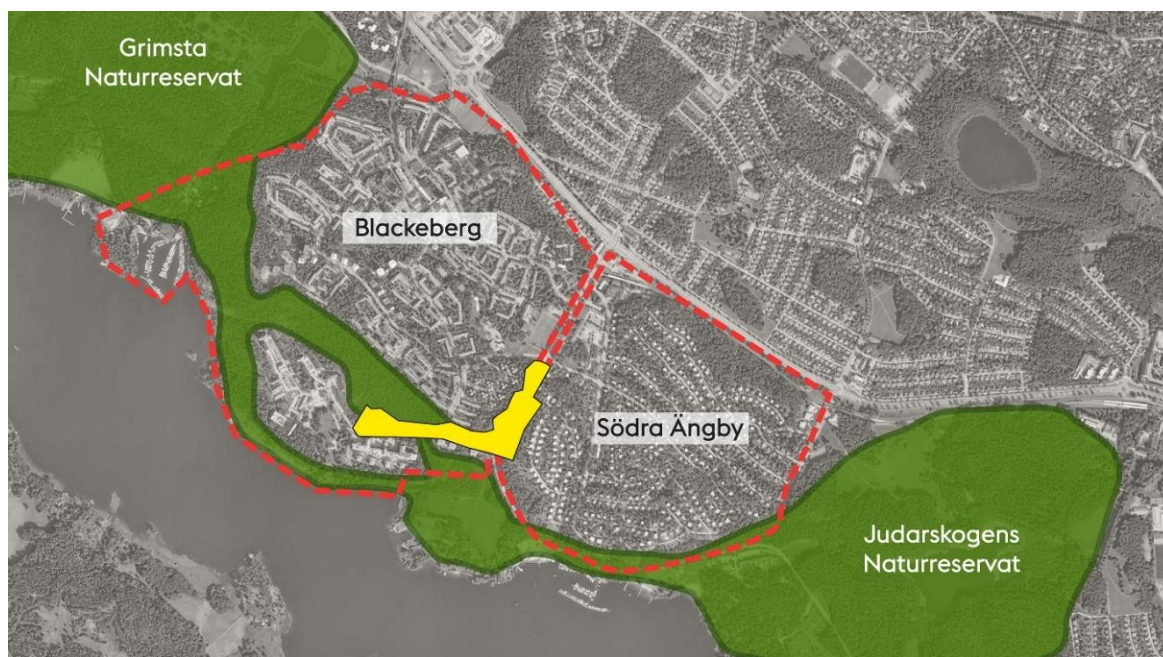 Grimsta
Naturreservat
Blackeberg
Södra Ängby
Judarskogens
Naturreservat